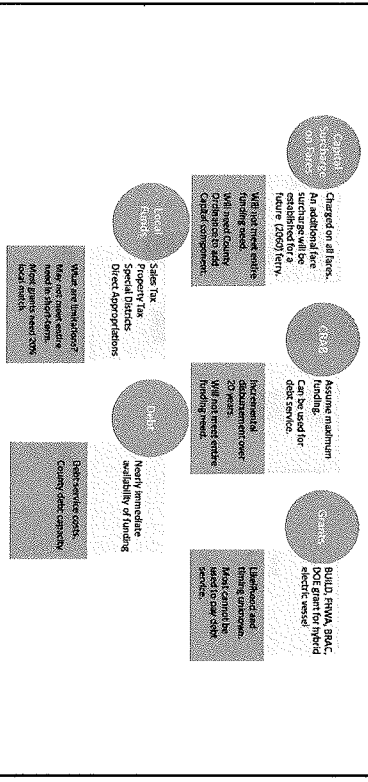 Capital
Surcharge
on Fares
Charged on all fares.
An additional fare
surcharge will be
established for a
future (2060) ferry.
Will not meet entire
funding need.
Will need County
Ordinance to add
Capital component.
CRAB
Assume maximum
funding.
Can be used for
debt service.
Incremental
disbursement over
20 years
Will not meet entire
funding need.
Grants
BUILD, FHWA, BRAC,
DOE grant for hybrid
electric vessel
Likelihood and
timing unknown.
Most cannot be
used to pay debt
service.
Local
Funds
Sales Tax
Property Tax
Special Districts
Direct Appropriations
What are limitations?
May not meet entire
need in short-term.
Most grants need 20%
local match.
Debt
Nearly immediate
availability of funding
Debt service costs.
County debt capacity